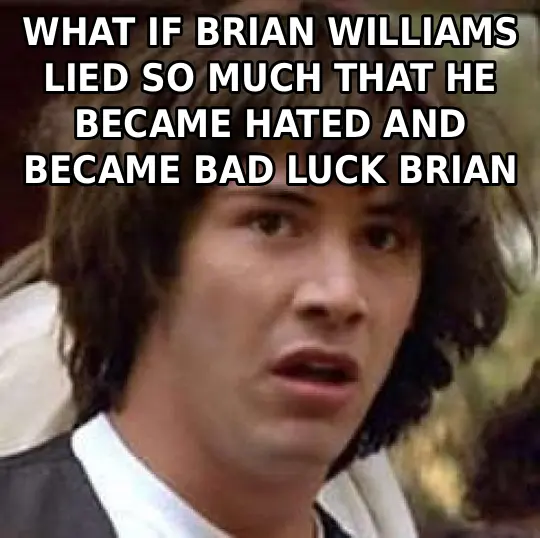 WHAT IF BRIAN WILLIAMS
LIED SO MUCH THAT HE
BECAME HATED AND
BECAME BAD LUCK BRIAN